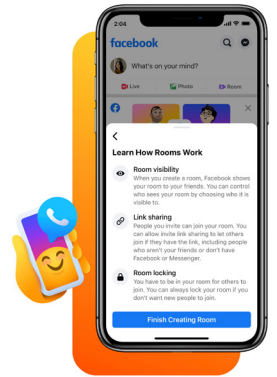 2:04
facebook
What's on your mind?
Live
Photo
Room
Learn How Rooms Work
Room visibility
When you create a room, Facebook shows
your room to your friends. You can control
who sees your room by choosing who it is
visible to.
Link sharing
People you invite can join your room. You
can allow invite link sharing to let others
join if they have the link, including people
who aren't your friends or don't have
Facebook or Messenger.
Room locking
You have to be in your room for others to
join. You can always lock your room if you
don't want new people to join.
Finish Creating Room